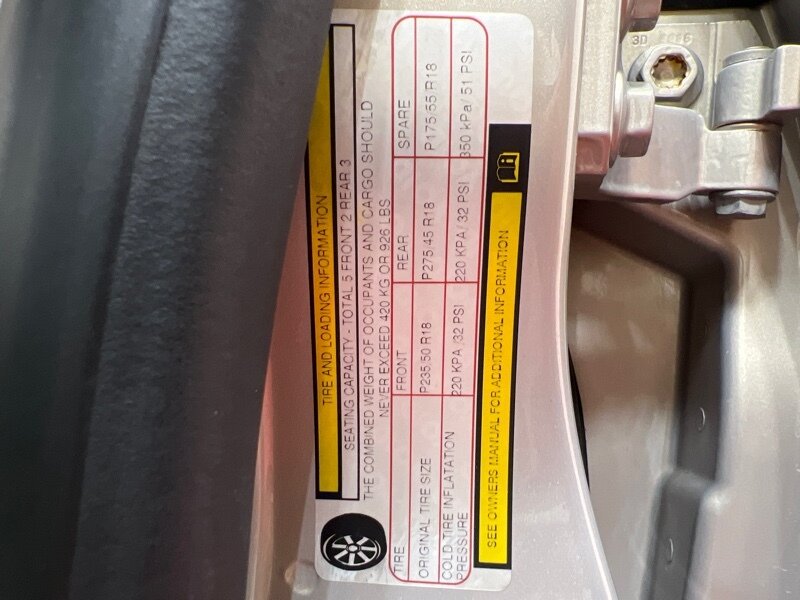 TIRE AND LOADING INFORMATION
SEATING CAPACITY - TOTAL 5 FRONT 2 REAR 3
THE COMBINED WEIGHT OF OCCUPANTS AND CARGO SHOULD
NEVER EXCEED 420 KG OR 926 LBS
TIRE FRONT REAR SPARE
ORIGINAL TIRE SIZE P235/50 R18 P275/45 R18 P175/55 R18
COLD TIRE INFLATATION PRESSURE 220 KPA /32 PSI 220 KPA / 32 PSI 350 kPa/ 51 PSI
SEE OWNERS MANUAL FOR ADDITIONAL INFORMATION
3D